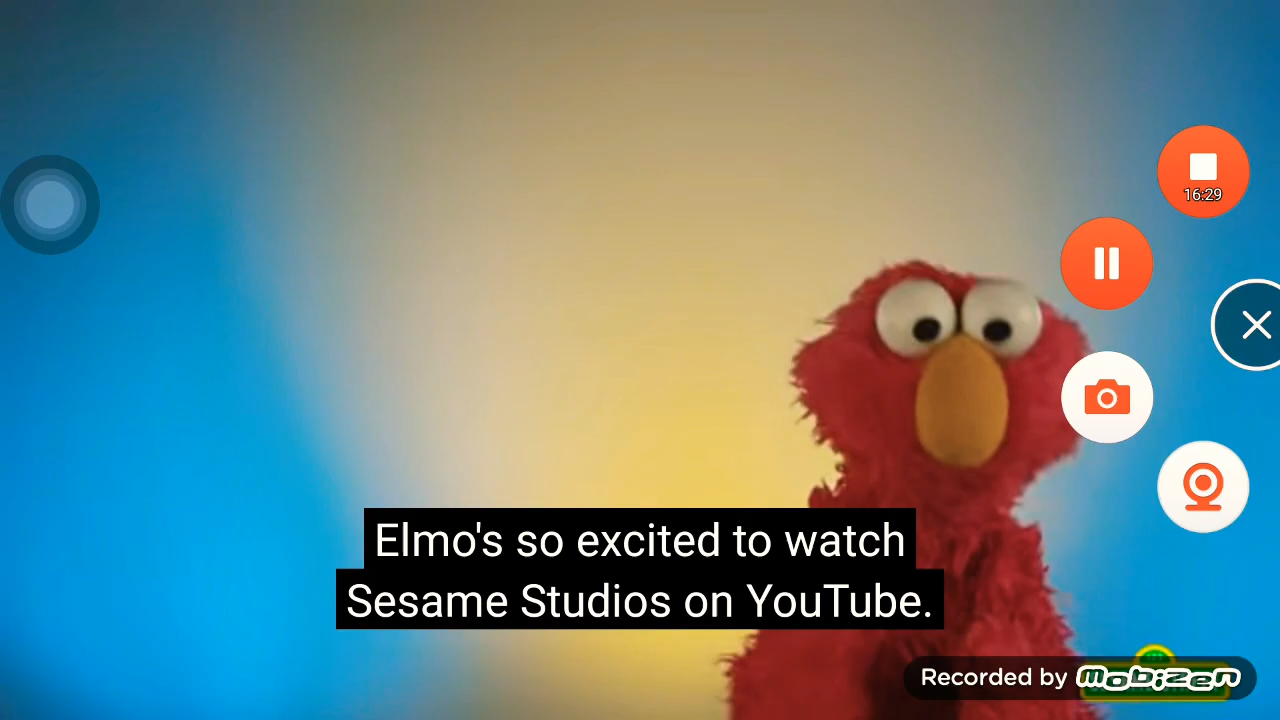 16:29
Elmo's so excited to watch
Sesame Studios on YouTube.
Recorded by Mobizen